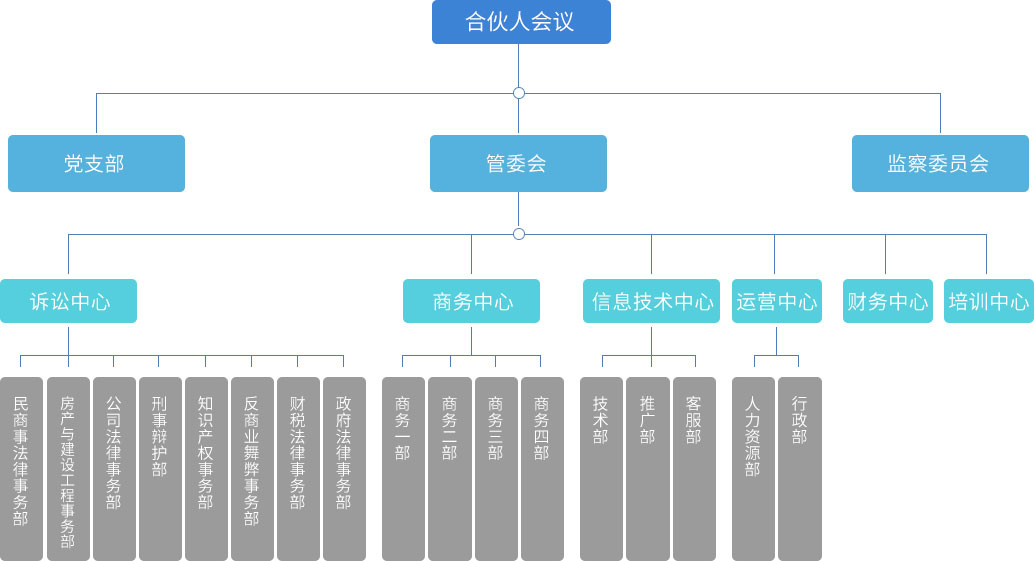 合伙人会议
党支部
管委会
监察委员会
诉讼中心
商务中心
信息技术中心
运营中心
财务中心
培训中心
民商事法律事务部
房产与建设工程事务部
公司法律事务部
刑事辩护部
知识产权事务部
反商业舞弊事务部
财税法律事务部
政府法律事务部
商务一部
商务二部
商务三部
商务四部
技术部
推广部
客服部
人力资源部
行政部